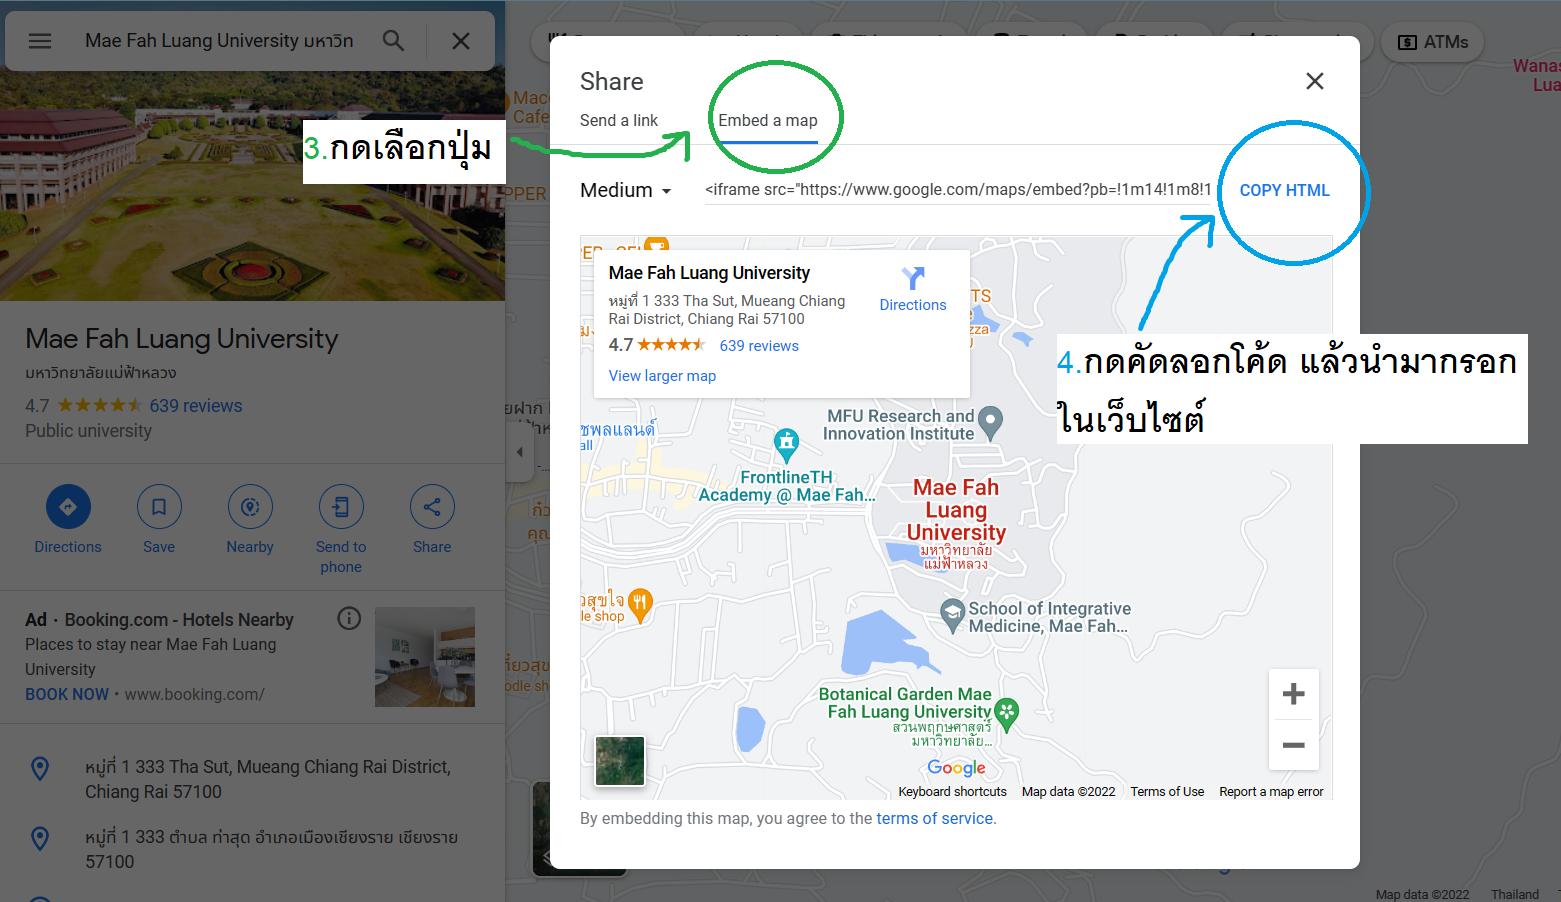 Mae Fah Luang University มหาวิท
ATMs
Share
Send a link
Embed a map
3.กดเลือกปุ่ม
Medium
<iframe src="https://www.google.com/maps/embed?pb=!1m14!1m8!1
COPY HTML
Mae Fah Luang University
หมู่ที่ 1 333 Tha Sut, Mueang Chiang
Rai District, Chiang Rai 57100
4.7 639 reviews
View larger map
Directions
4.กดคัดลอกโค้ด แล้วนำมากรอก
ในเว็บไซต์
Mae Fah Luang University
มหาวิทยาลัยแม่ฟ้าหลวง
4.7 639 reviews
Public university
MFU Research and
Innovation Institute
FrontlineTH
Academy @ Mae Fah...
Mae Fah
Luang
University
มหาวิทยาลัย
แม่ฟ้าหลวง
Directions
Save
Nearby
Send to
phone
Share
School of Integrative
Medicine, Mae Fah...
Ad · Booking.com - Hotels Nearby
Places to stay near Mae Fah Luang
University
BOOK NOW · www.booking.com/
Botanical Garden Mae
Fah Luang University
สวนพฤกษศาสตร์
มหาวิทยาลัย...
Google
Keyboard shortcuts Map data ©2022 Terms of Use Report a map error
By embedding this map, you agree to the terms of service.
หมู่ที่ 1 333 Tha Sut, Mueang Chiang Rai District,
Chiang Rai 57100
หมู่ที่ 1 333 ตำบล ท่าสุด อำเภอเมืองเชียงราย เชียงราย
57100
Map data ©2022 Thailand